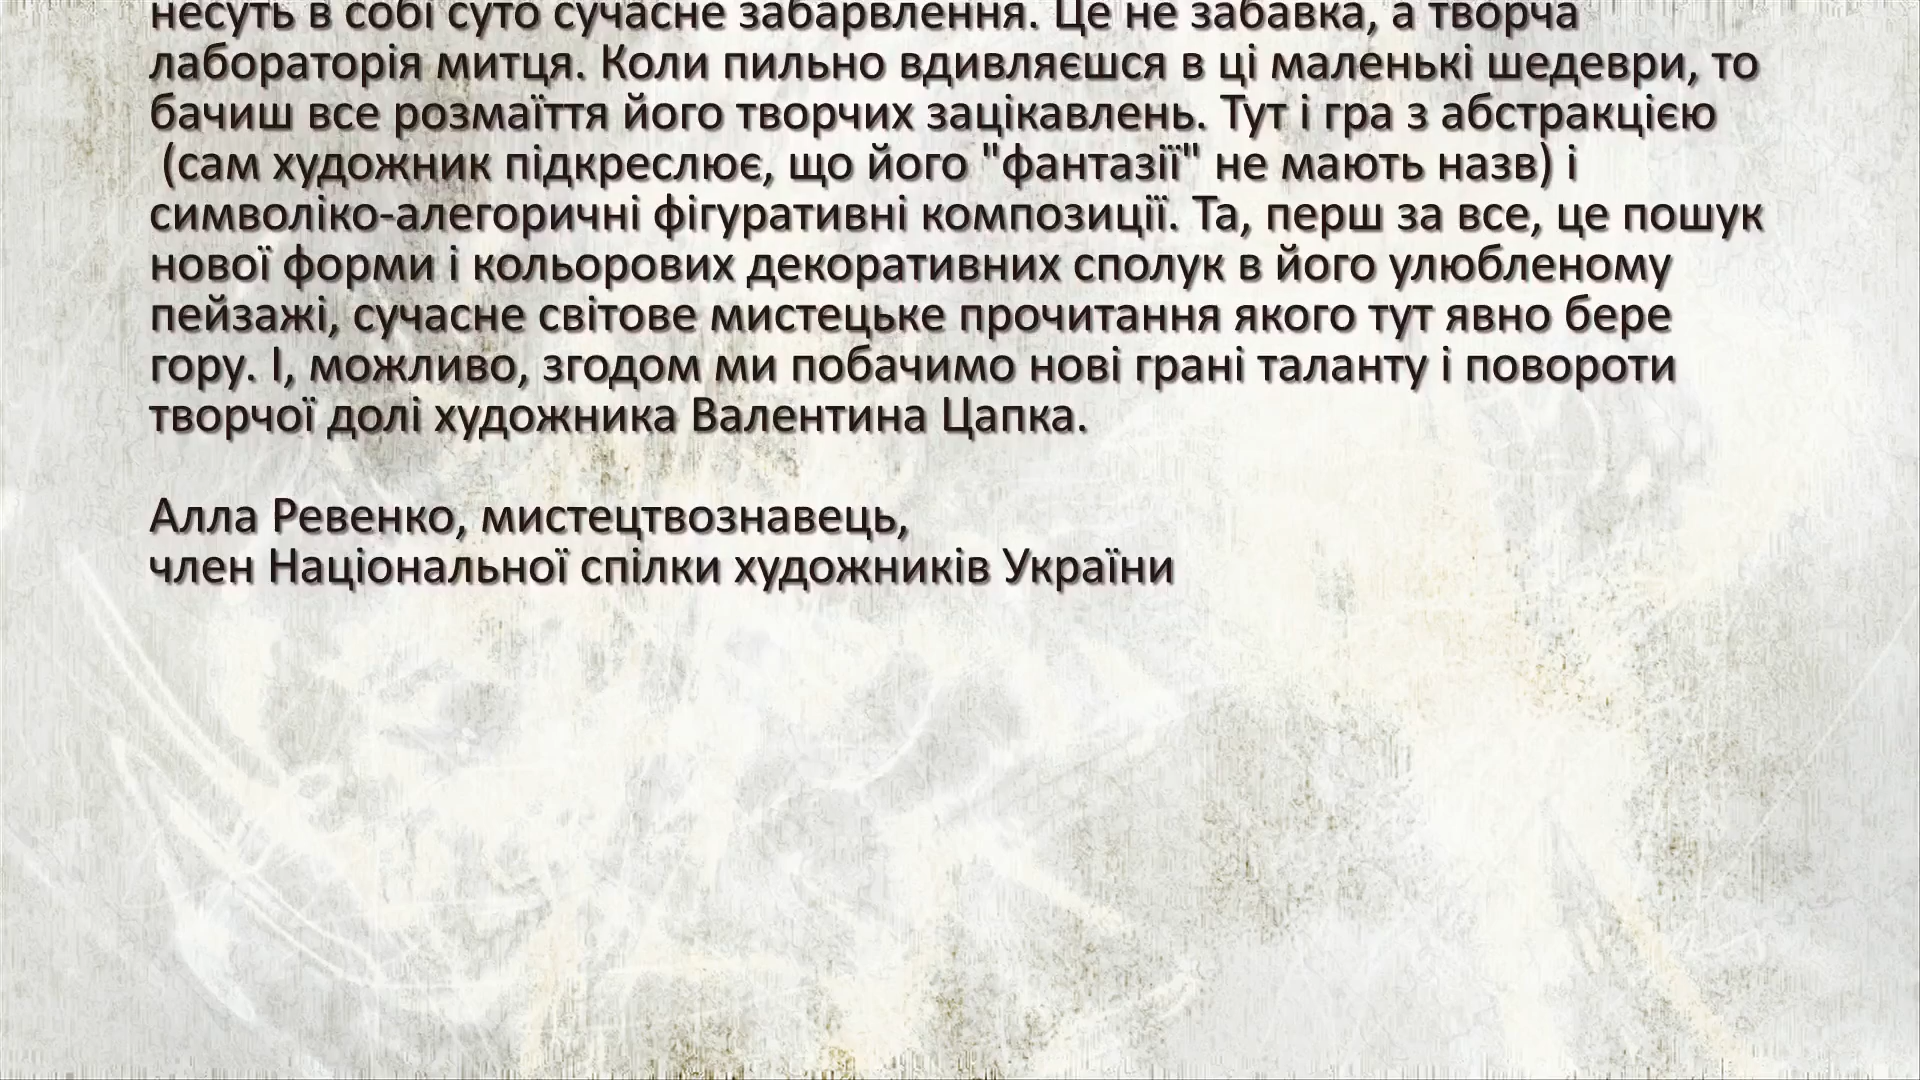 несуть в собі суто сучасне забарвлення. Це не забавка, а творча
лабораторія митця. Коли пильно вдивляєшся в ці маленькі шедеври, то
бачиш все розмаїття його творчих зацікавлень. Тут і гра з абстракцією
(сам художник підкреслює, що його "фантазії" не мають назв) і
символіко-алегоричні фігуративні композиції. Та, перш за все, це пошук
нової форми і кольорових декоративних сполук в його улюбленому
пейзажі, сучасне світове мистецьке прочитання якого тут явно бере
гору. І, можливо, згодом ми побачимо нові грані таланту і повороти
творчої долі художника Валентина Цапка.
Алла Ревенко, мистецтвознавець,
член Національної спілки художників України